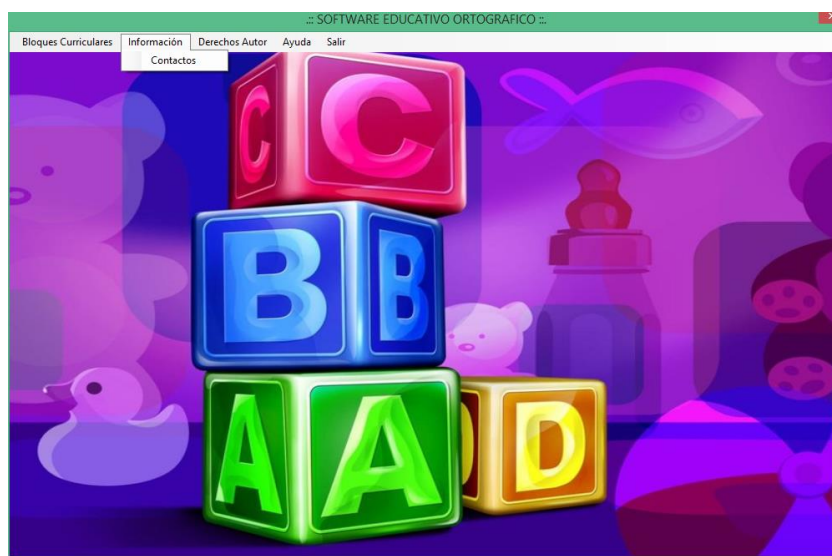 .:: SOFTWARE EDUCATIVO ORTOGRAFICO ::.
Bloques Curriculares Información Derechos Autor Ayuda Salir
Contactos
C C
B B
A A D D